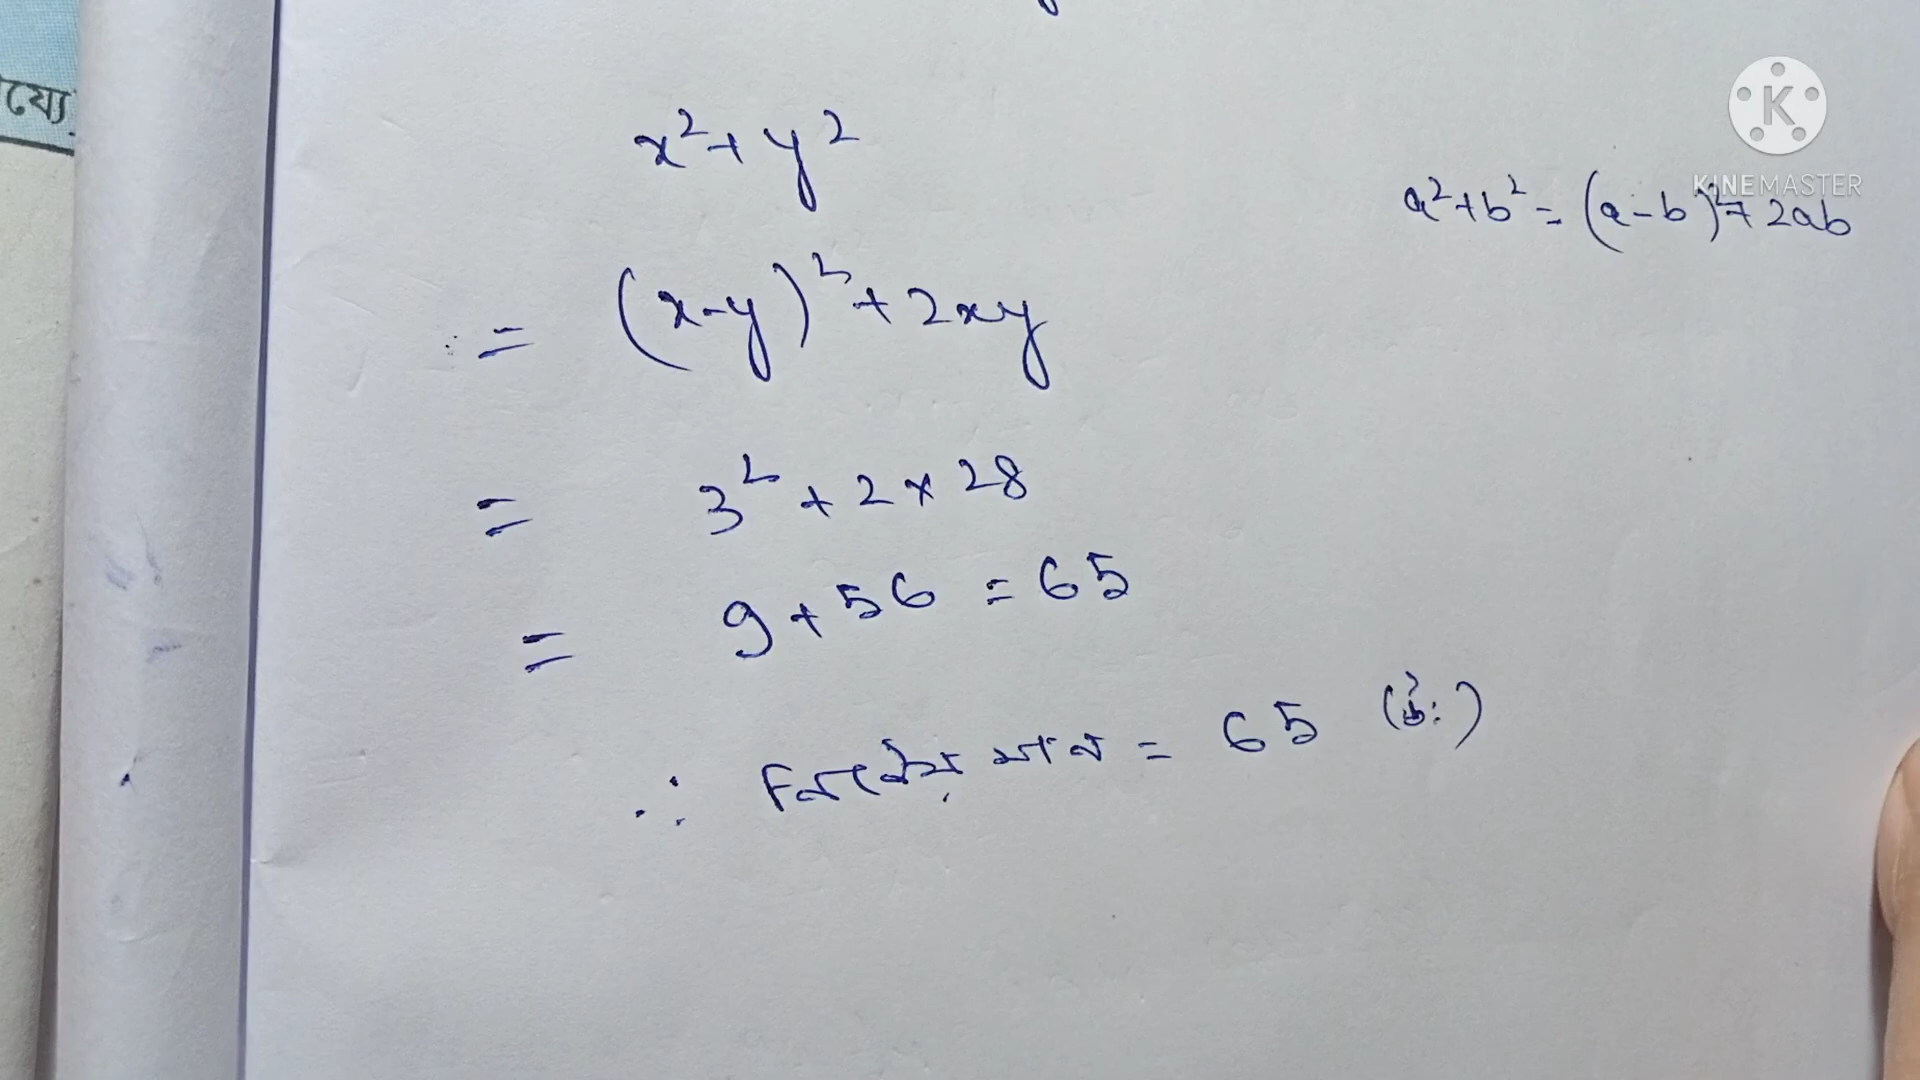 x² + y²
a² + b² = (a - b)² + 2ab
= (x - y)² + 2xy
= 3² + 2 × 28
= 9 + 56 = 65
∴ নির্ণেয় মান = 65 (উঃ)
KINEMASTER